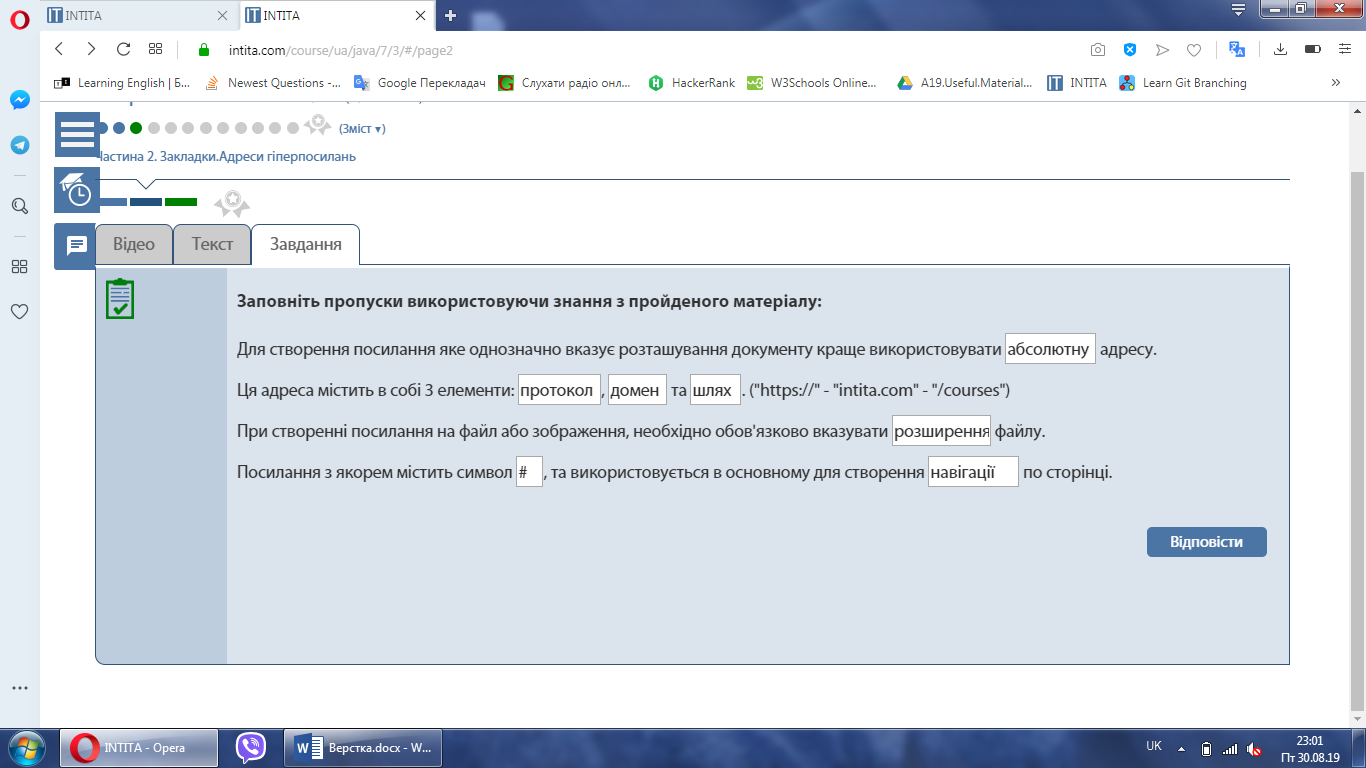 INTITA
INTITA
intita.com/course/ua/java/7/3/#/page2
Learning English | Б...
Newest Questions -...
Google Перекладач
Слухати радіо онл...
HackerRank
W3Schools Online...
A19.Useful.Material...
INTITA
Learn Git Branching
»
(Зміст ▾)
Частина 2. Закладки.Адреси гіперпосилань
Відео
Текст
Завдання
Заповніть пропуски використовуючи знання з пройденого матеріалу:
Для створення посилання яке однозначно вказує розташування документу краще використовувати абсолютну адресу.
Ця адреса містить в собі 3 елементи: протокол , домен та шлях . ("https://" - "intita.com" - "/courses")
При створенні посилання на файл або зображення, необхідно обов'язково вказувати розширення файлу.
Посилання з якорем містить символ # , та використовується в основному для створення навігації по сторінці.
Відповісти
INTITA - Opera
Верстка.docx - W...
UK
23:01
Пт 30.08.19